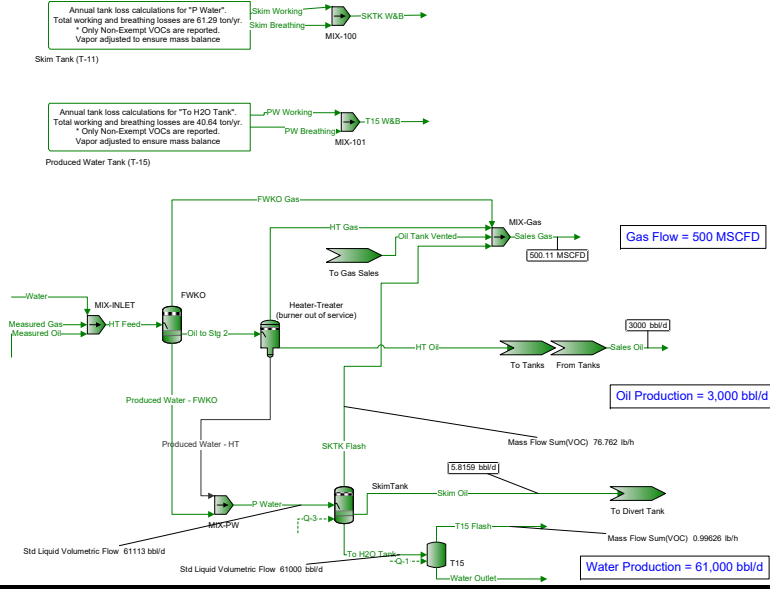 Annual tank loss calculations for "P Water".
Total working and breathing losses are 61.29 ton/yr.
* Only Non-Exempt VOCs are reported.
Vapor adjusted to ensure mass balance
Skim Working
Skim Breathing
SKTK W&B
MIX-100
Skim Tank (T-11)
Annual tank loss calculations for "To H2O Tank".
Total working and breathing losses are 40.64 ton/yr.
* Only Non-Exempt VOCs are reported.
Vapor adjusted to ensure mass balance
PW Working
PW Breathing
T15 W&B
MIX-101
Produced Water Tank (T-15)
FWKO Gas
MIX-Gas
HT Gas
Oil Tank Vented
Sales Gas
Gas Flow = 500 MSCFD
500.11 MSCFD
To Gas Sales
Water
MIX-INLET
FWKO
Heater-Treater
(burner out of service)
Measured Gas
Measured Oil
HT Feed
Oil to Stg 2
3000 bbl/d
HT Oil
Sales Oil
To Tanks
From Tanks
Oil Production = 3,000 bbl/d
Produced Water - FWKO
Produced Water - HT
SKTK Flash
Mass Flow Sum(VOC) 76.762 lb/h
5.8159 bbl/d
SkimTank
Skim Oil
To Divert Tank
P Water
MIX-PW
Q-3
T15 Flash
Mass Flow Sum(VOC) 0.99626 lb/h
Std Liquid Volumetric Flow 61113 bbl/d
To H2O Tank
Q-1
T15
Std Liquid Volumetric Flow 61000 bbl/d
Water Outlet
Water Production = 61,000 bbl/d